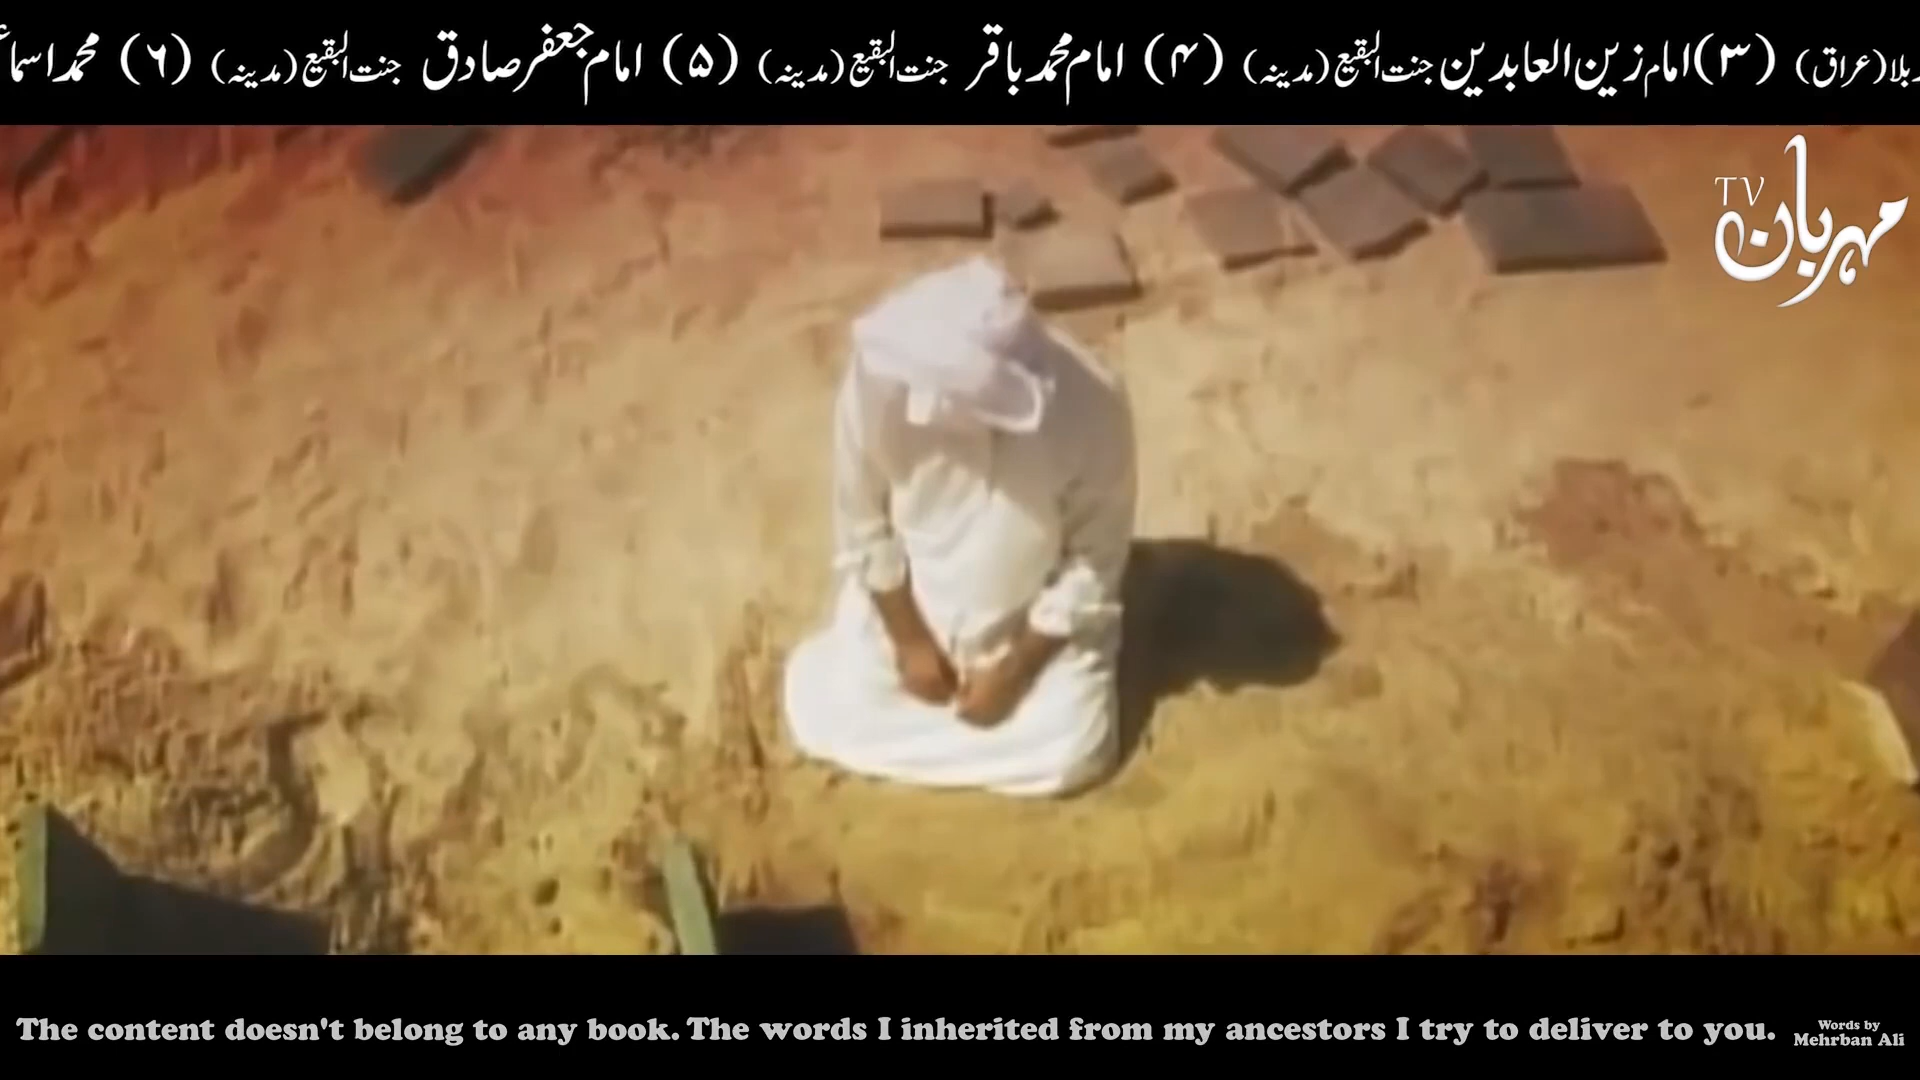 (عراق) (۳) امام زین العابدین جنت البقیع (مدینہ) (۴) امام محمد باقر جنت البقیع (مدینہ) (۵) امام جعفر صادق جنت البقیع (مدینہ) (۶) محمد
TV
مہربان
The content doesn't belong to any book. The words I inherited from my ancestors I try to deliver to you.
Words by
Mehrban Ali